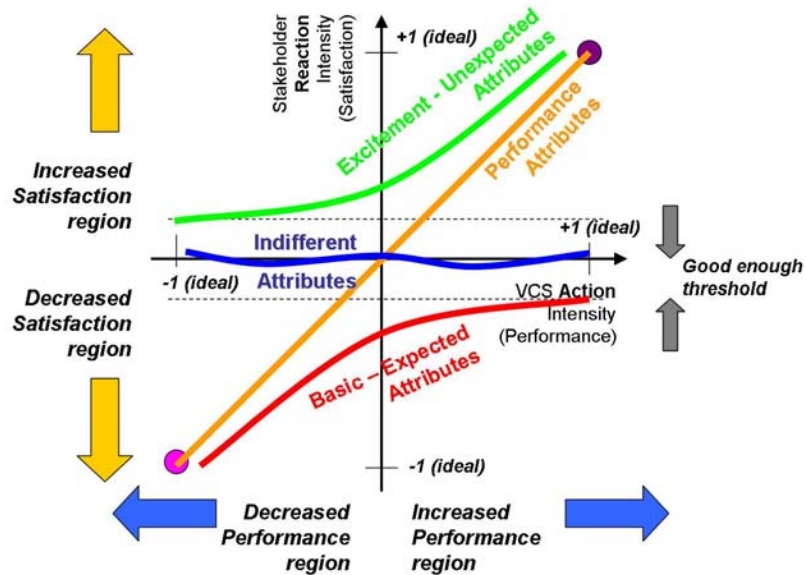 Stakeholder
Reaction
Intensity
(Satisfaction)
+1 (ideal)
Excitement - Unexpected
Attributes
Performance
Attributes
Increased
Satisfaction
region
+1 (ideal)
Indifferent
Attributes
-1 (ideal)
Good enough
threshold
Decreased
Satisfaction
region
VCS Action
Intensity
(Performance)
Basic – Expected
Attributes
-1 (ideal)
Decreased
Performance
region
Increased
Performance
region